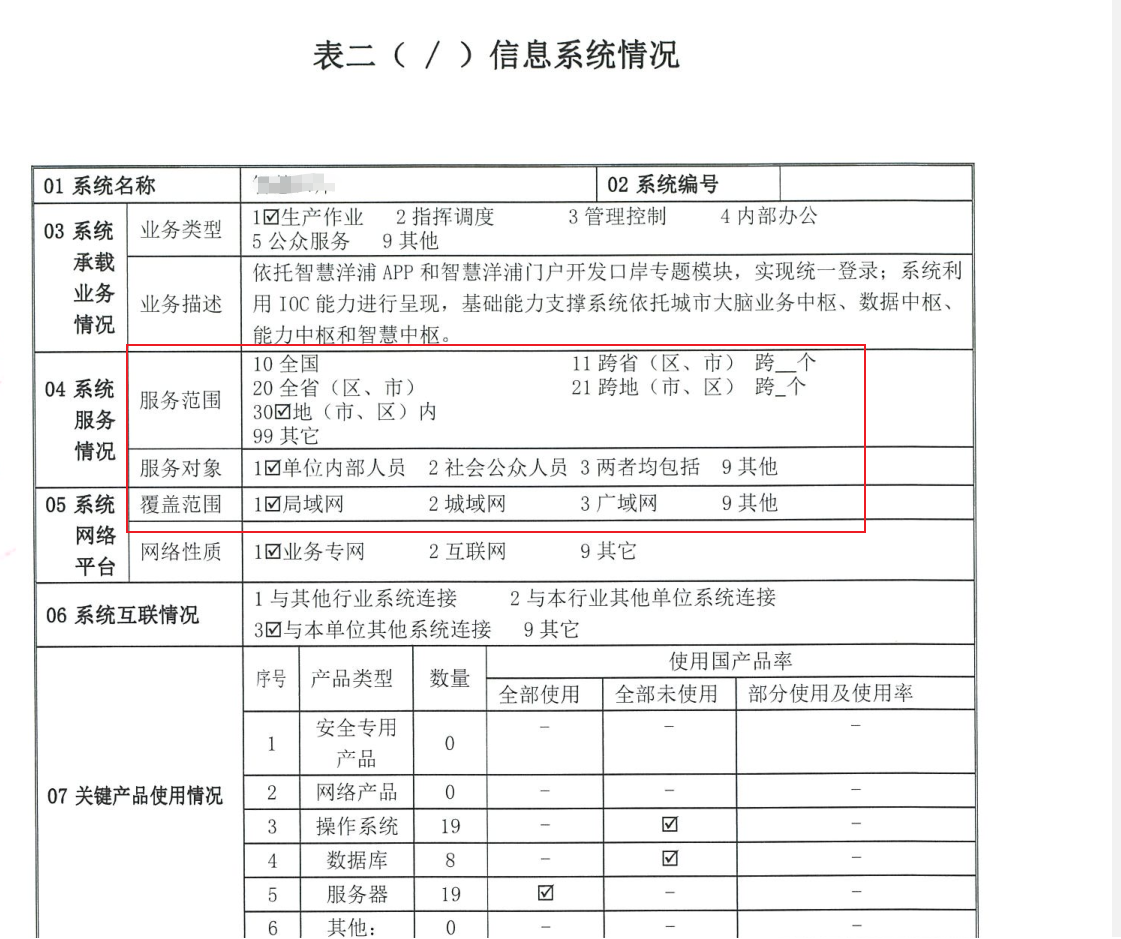 表二（ / ）信息系统情况
01 系统名称
02 系统编号
03 系统承载业务情况
业务类型
1☑生产作业 2 指挥调度 3 管理控制 4 内部办公
5 公众服务 9 其他
业务描述
依托智慧洋浦 APP 和智慧洋浦门户开发口岸专题模块，实现统一登录；系统利
用 IOC 能力进行呈现，基础能力支撑系统依托城市大脑业务中枢、数据中枢、
能力中枢和智慧中枢。
04 系统服务情况
服务范围
10 全国 11 跨省（区、市） 跨__个
20 全省（区、市） 21 跨地（市、区） 跨_个
30☑地（市、区）内
99 其它
服务对象
1☑单位内部人员 2 社会公众人员 3 两者均包括 9 其他
05 系统网络平台
覆盖范围
1☑局域网 2 城域网 3 广域网 9 其他
网络性质
1☑业务专网 2 互联网 9 其它
06 系统互联情况
1 与其他行业系统连接 2 与本行业其他单位系统连接
3☑与本单位其他系统连接 9 其它
07 关键产品使用情况
序号 产品类型 数量 使用国产品率
全部使用 全部未使用 部分使用及使用率
1 安全专用产品 0 － － －
2 网络产品 0 － － －
3 操作系统 19 － ☑ －
4 数据库 8 － ☑ －
5 服务器 19 ☑ － －
6 其他： 0 － － －